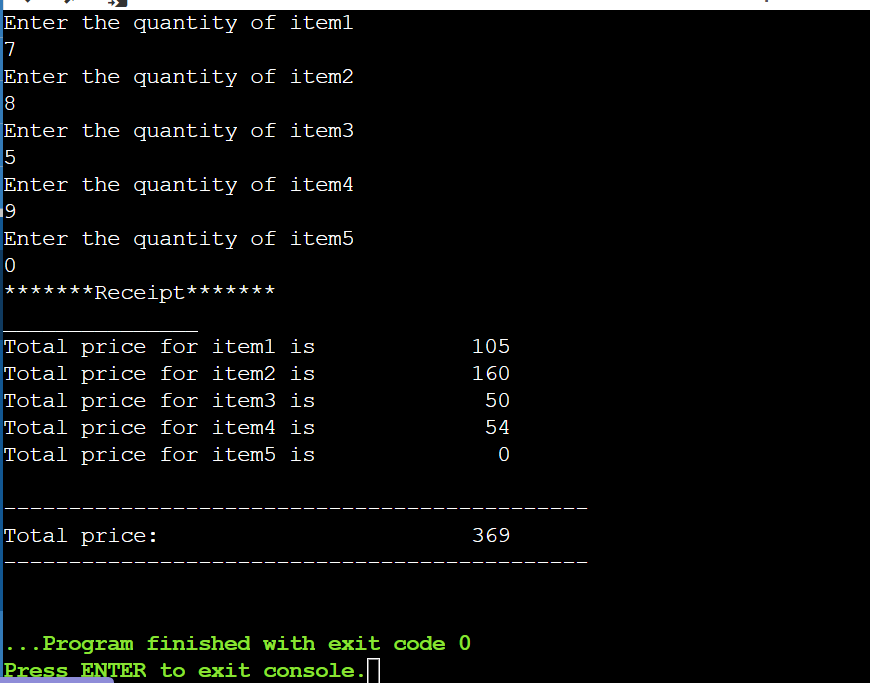 Enter the quantity of item1
7
Enter the quantity of item2
8
Enter the quantity of item3
5
Enter the quantity of item4
9
Enter the quantity of item5
0
*******Receipt*******
_______________
Total price for item1 is            105
Total price for item2 is            160
Total price for item3 is             50
Total price for item4 is             54
Total price for item5 is              0
---------------------------------------------
Total price:                        369
---------------------------------------------
...Program finished with exit code 0
Press ENTER to exit console.